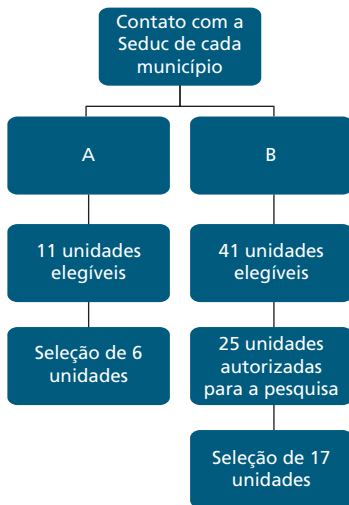 Contato com a
Seduc de cada
município
A
B
11 unidades
elegíveis
41 unidades
elegíveis
Seleção de 6
unidades
25 unidades
autorizadas
para a pesquisa
Seleção de 17
unidades